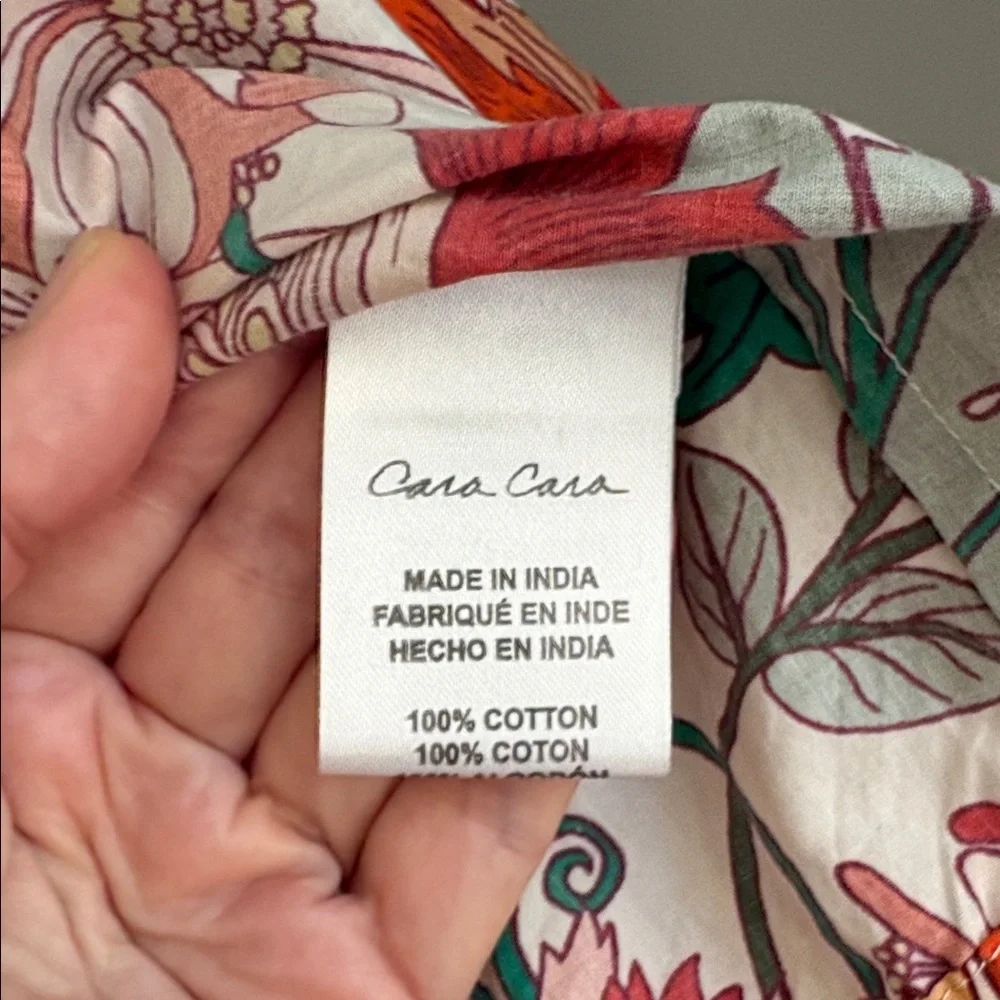 Cara Cara
MADE IN INDIA
FABRIQUÉ EN INDE
HECHO EN INDIA
100% COTTON
100% COTON